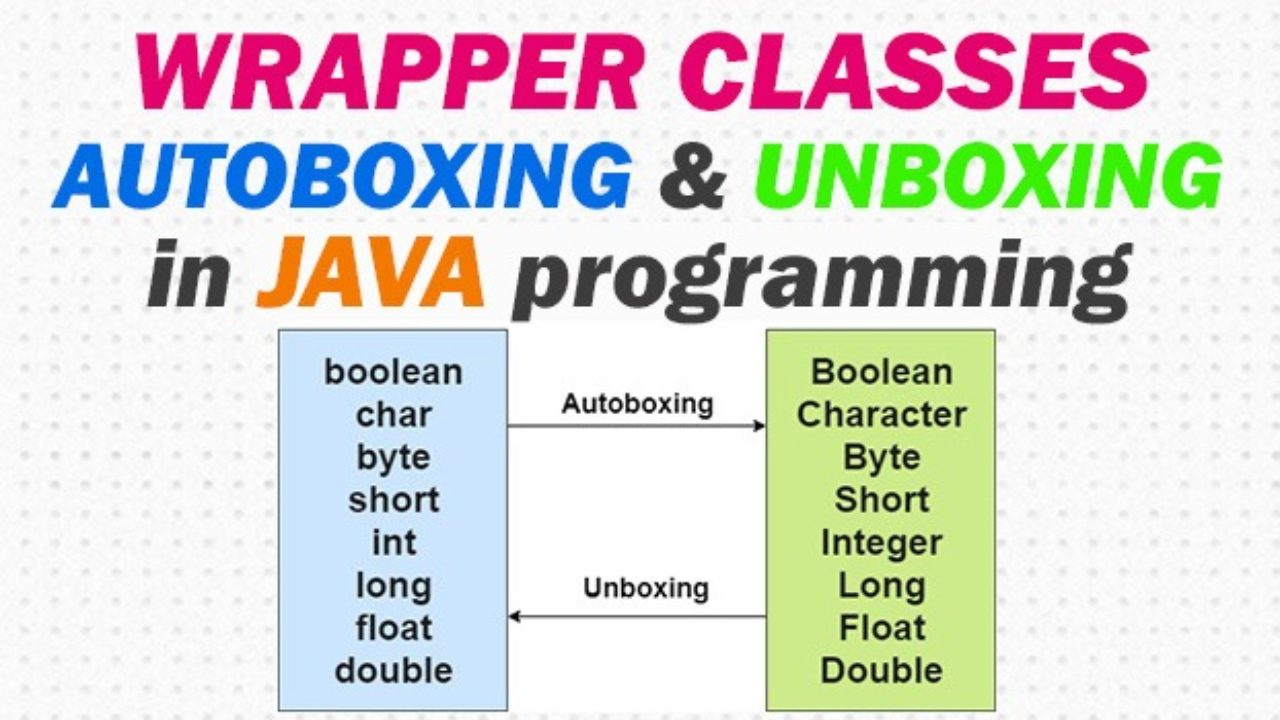 WRAPPER CLASSES
AUTOBOXING & UNBOXING
in JAVA programming
boolean
char
byte
short
int
long
float
double
Autoboxing
Unboxing
Boolean
Character
Byte
Short
Integer
Long
Float
Double